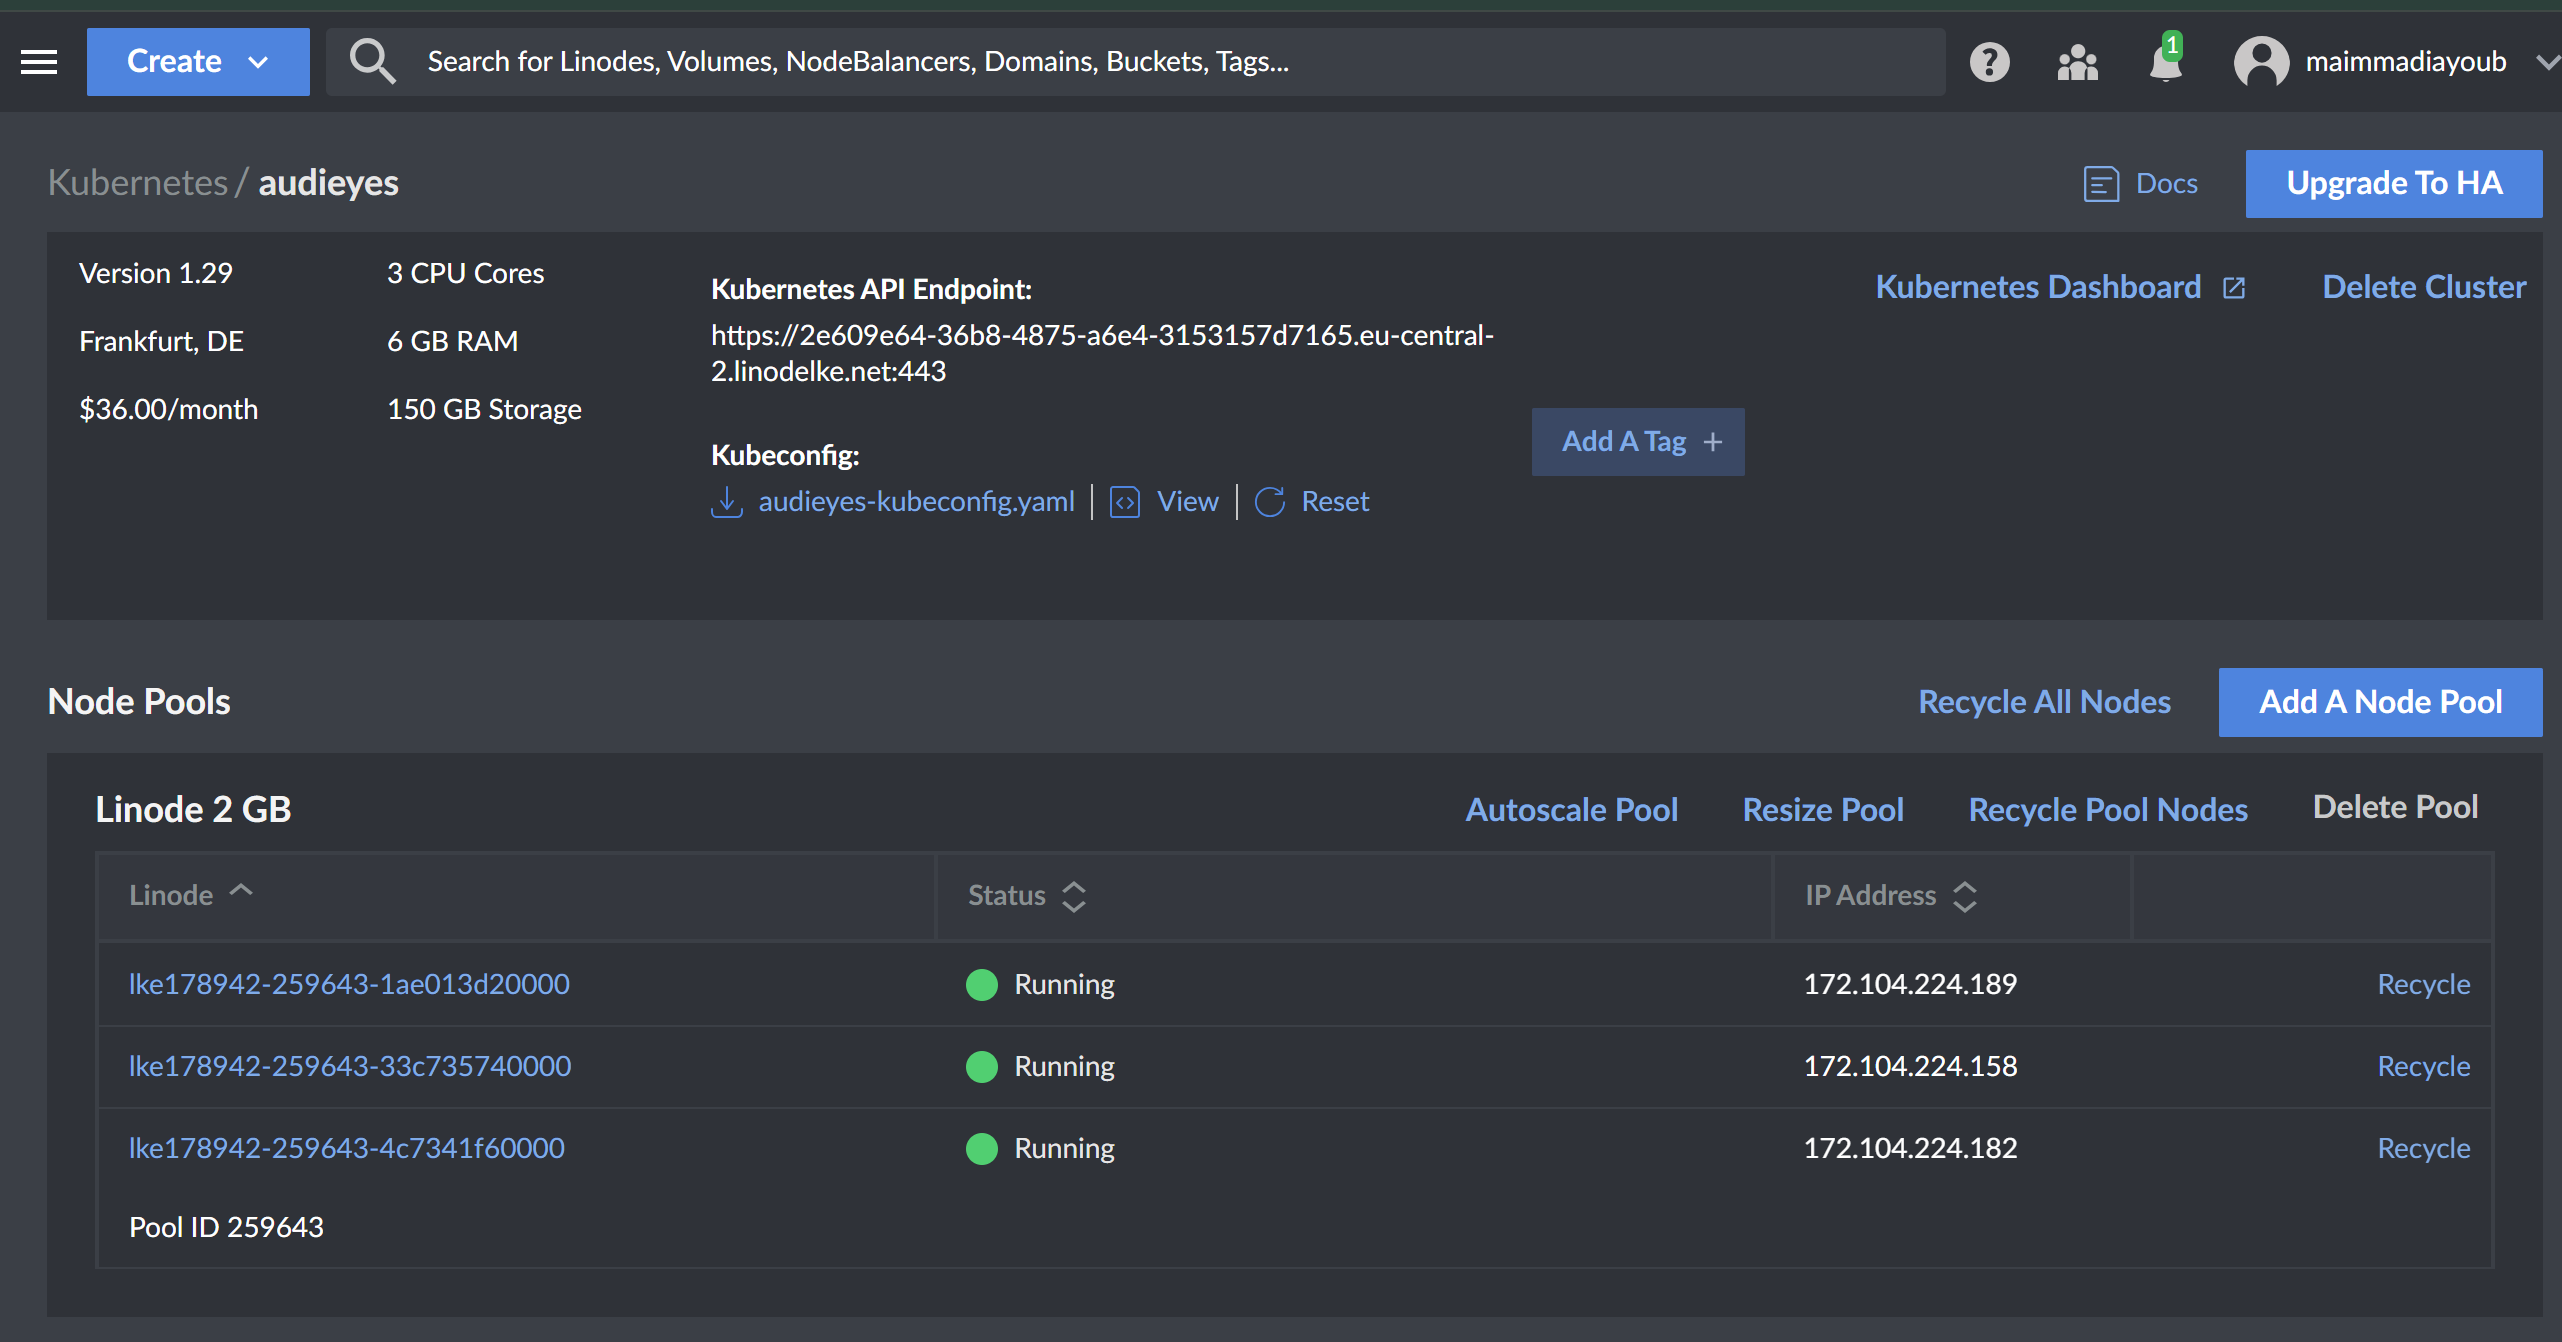 Create
Search for Linodes, Volumes, NodeBalancers, Domains, Buckets, Tags...
1
maimmadiayoub
Kubernetes / audieyes
Docs
Upgrade To HA
Version 1.29
Frankfurt, DE
$36.00/month
3 CPU Cores
6 GB RAM
150 GB Storage
Kubernetes API Endpoint:
https://2e609e64-36b8-4875-a6e4-3153157d7165.eu-central-
2.linodelke.net:443
Kubeconfig:
audieyes-kubeconfig.yaml | View | Reset
Add A Tag +
Kubernetes Dashboard
Delete Cluster
Node Pools
Recycle All Nodes
Add A Node Pool
Linode 2 GB
Autoscale Pool
Resize Pool
Recycle Pool Nodes
Delete Pool
Linode Status IP Address
lke178942-259643-1ae013d20000 Running 172.104.224.189 Recycle
lke178942-259643-33c735740000 Running 172.104.224.158 Recycle
lke178942-259643-4c7341f60000 Running 172.104.224.182 Recycle
Pool ID 259643